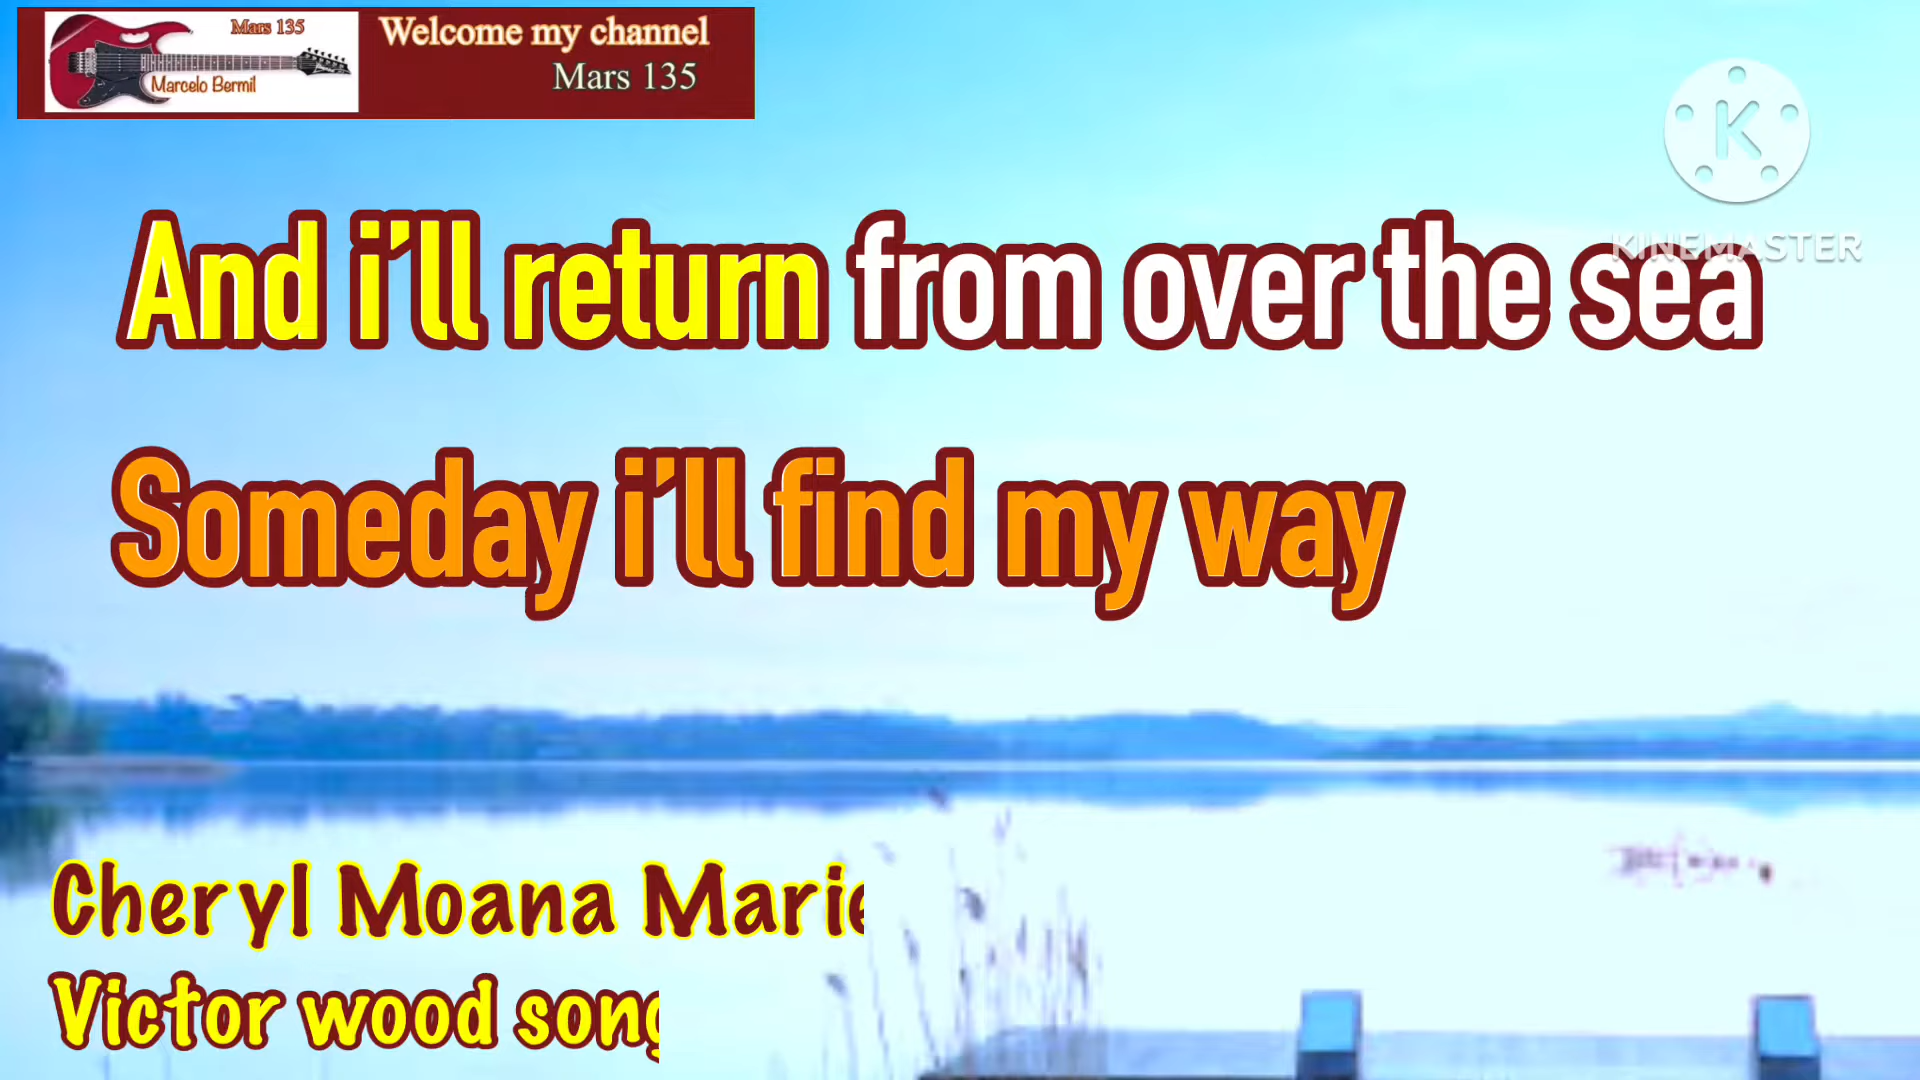 Mars 135
Marcelo Bermil
Welcome my channel
Mars 135
K
KINEMASTER
And i'll return from over the sea
Someday i'll find my way
Cheryl Moana Marie
Victor wood song